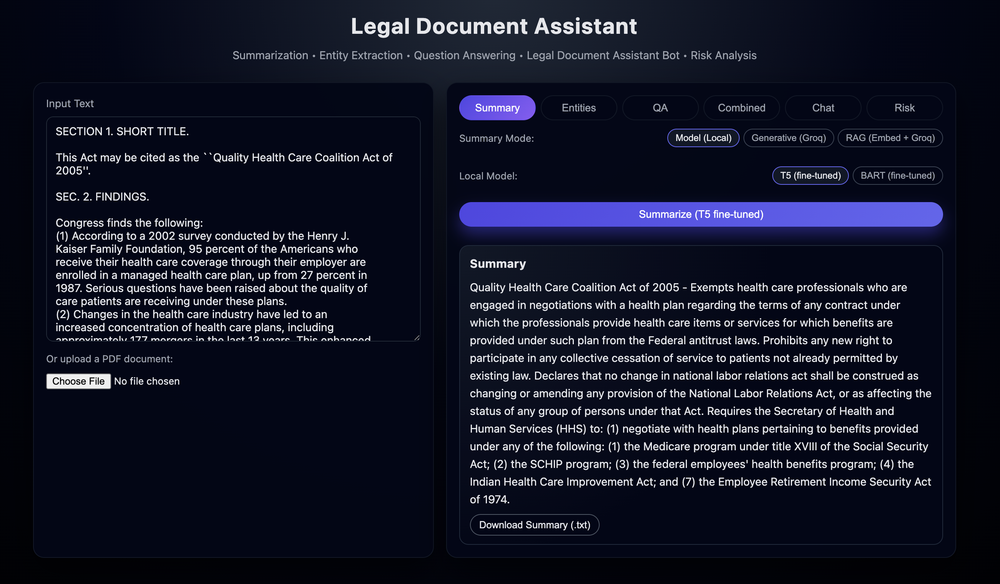 Legal Document Assistant
Summarization • Entity Extraction • Question Answering • Legal Document Assistant Bot • Risk Analysis
Input Text
SECTION 1. SHORT TITLE.
This Act may be cited as the ``Quality Health Care Coalition Act of
2005''.
SEC. 2. FINDINGS.
Congress finds the following:
(1) According to a 2002 survey conducted by the Henry J.
Kaiser Family Foundation, 95 percent of the Americans who
receive their health care coverage through their employer are
enrolled in a managed health care plan, up from 27 percent in
1987. Serious questions have been raised about the quality of
care patients are receiving under these plans.
(2) Changes in the health care industry have led to an
increased concentration of health care plans, including
approximately 177 mergers in the last 13 years. This enhanced
Or upload a PDF document:
Choose File No file chosen
Summary Entities QA Combined Chat Risk
Summary Mode: Model (Local) Generative (Groq) RAG (Embed + Groq)
Local Model: T5 (fine-tuned) BART (fine-tuned)
Summarize (T5 fine-tuned)
Summary
Quality Health Care Coalition Act of 2005 - Exempts health care professionals who are
engaged in negotiations with a health plan regarding the terms of any contract under
which the professionals provide health care items or services for which benefits are
provided under such plan from the Federal antitrust laws. Prohibits any new right to
participate in any collective cessation of service to patients not already permitted by
existing law. Declares that no change in national labor relations act shall be construed as
changing or amending any provision of the National Labor Relations Act, or as affecting the
status of any group of persons under that Act. Requires the Secretary of Health and
Human Services (HHS) to: (1) negotiate with health plans pertaining to benefits provided
under any of the following: (1) the Medicare program under title XVIII of the Social Security
Act; (2) the SCHIP program; (3) the federal employees' health benefits program; (4) the
Indian Health Care Improvement Act; and (7) the Employee Retirement Income Security Act
of 1974.
Download Summary (.txt)